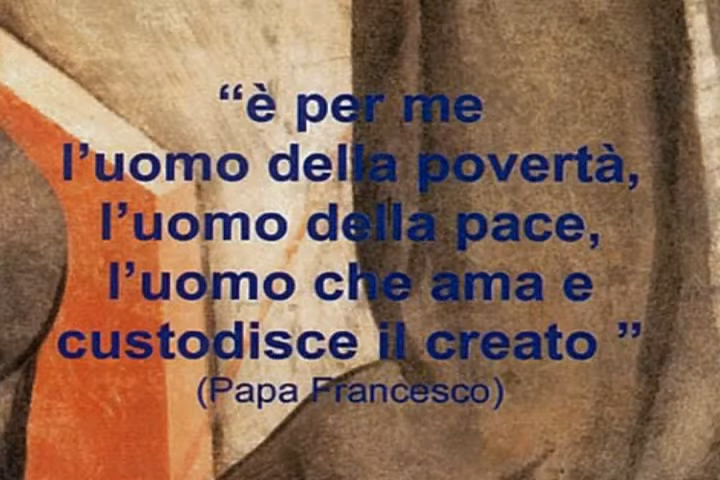 “è per me
l’uomo della povertà,
l’uomo della pace,
l’uomo che ama e
custodisce il creato ”
(Papa Francesco)